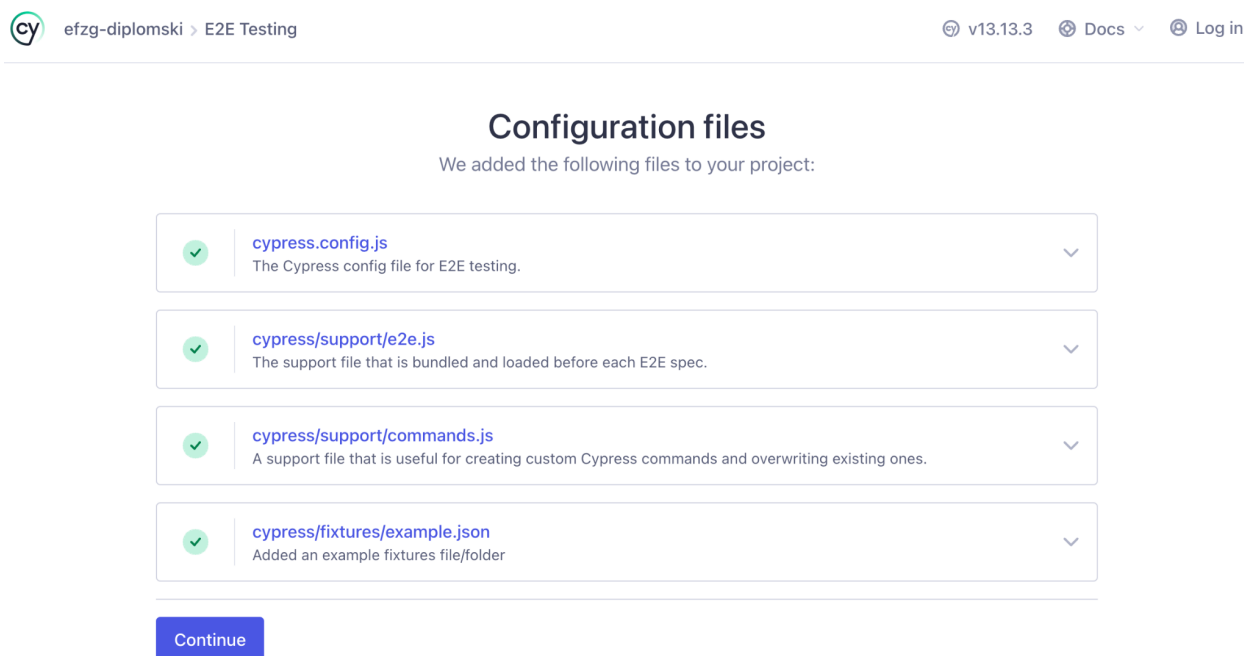 cy efzg-diplomski > E2E Testing cy v13.13.3 Docs Log in
Configuration files
We added the following files to your project:
cypress.config.js
The Cypress config file for E2E testing.
cypress/support/e2e.js
The support file that is bundled and loaded before each E2E spec.
cypress/support/commands.js
A support file that is useful for creating custom Cypress commands and overwriting existing ones.
cypress/fixtures/example.json
Added an example fixtures file/folder
Continue